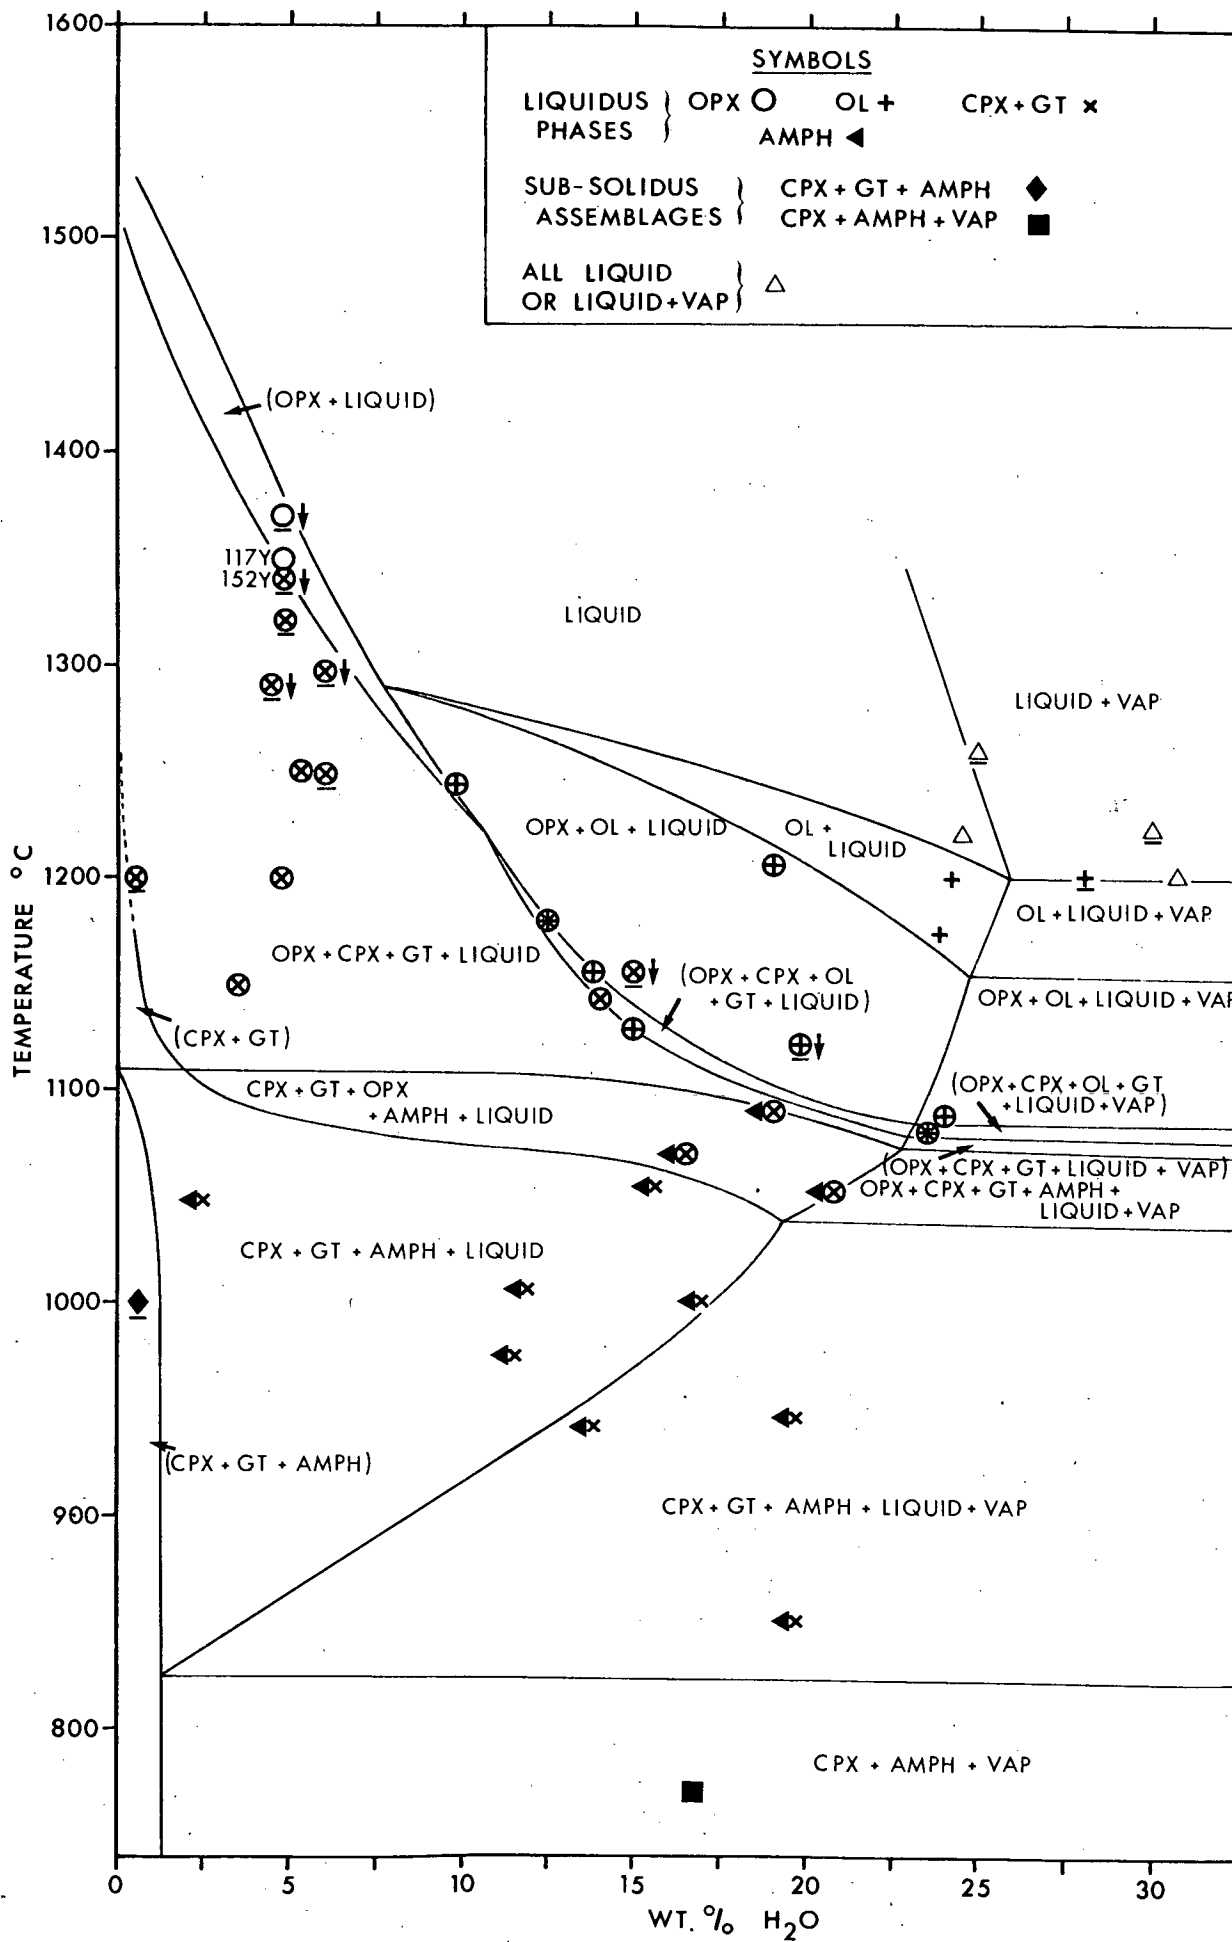 1600
SYMBOLS
LIQUIDUS PHASES } OPX OL + CPX + GT ×
AMPH
SUB-SOLIDUS ASSEMBLAGES } CPX + GT + AMPH
CPX + AMPH + VAP
ALL LIQUID OR LIQUID + VAP }
1500
(OPX + LIQUID)
1400
117Y
152Y
LIQUID
1300
LIQUID + VAP
OPX + OL + LIQUID
OL + LIQUID
1200
OL + LIQUID + VAP
OPX + CPX + GT + LIQUID
(OPX + CPX + OL
+ GT + LIQUID)
OPX + OL + LIQUID + VAP
(CPX + GT)
1100
CPX + GT + OPX
+ AMPH + LIQUID
(OPX + CPX + OL + GT
+ LIQUID + VAP)
(OPX + CPX + GT + LIQUID + VAP)
OPX + CPX + GT + AMPH +
LIQUID + VAP
CPX + GT + AMPH + LIQUID
1000
(CPX + GT + AMPH)
900
CPX + GT + AMPH + LIQUID + VAP
800
CPX + AMPH + VAP
TEMPERATURE °C
0 5 10 15 20 25 30
WT. % H₂O